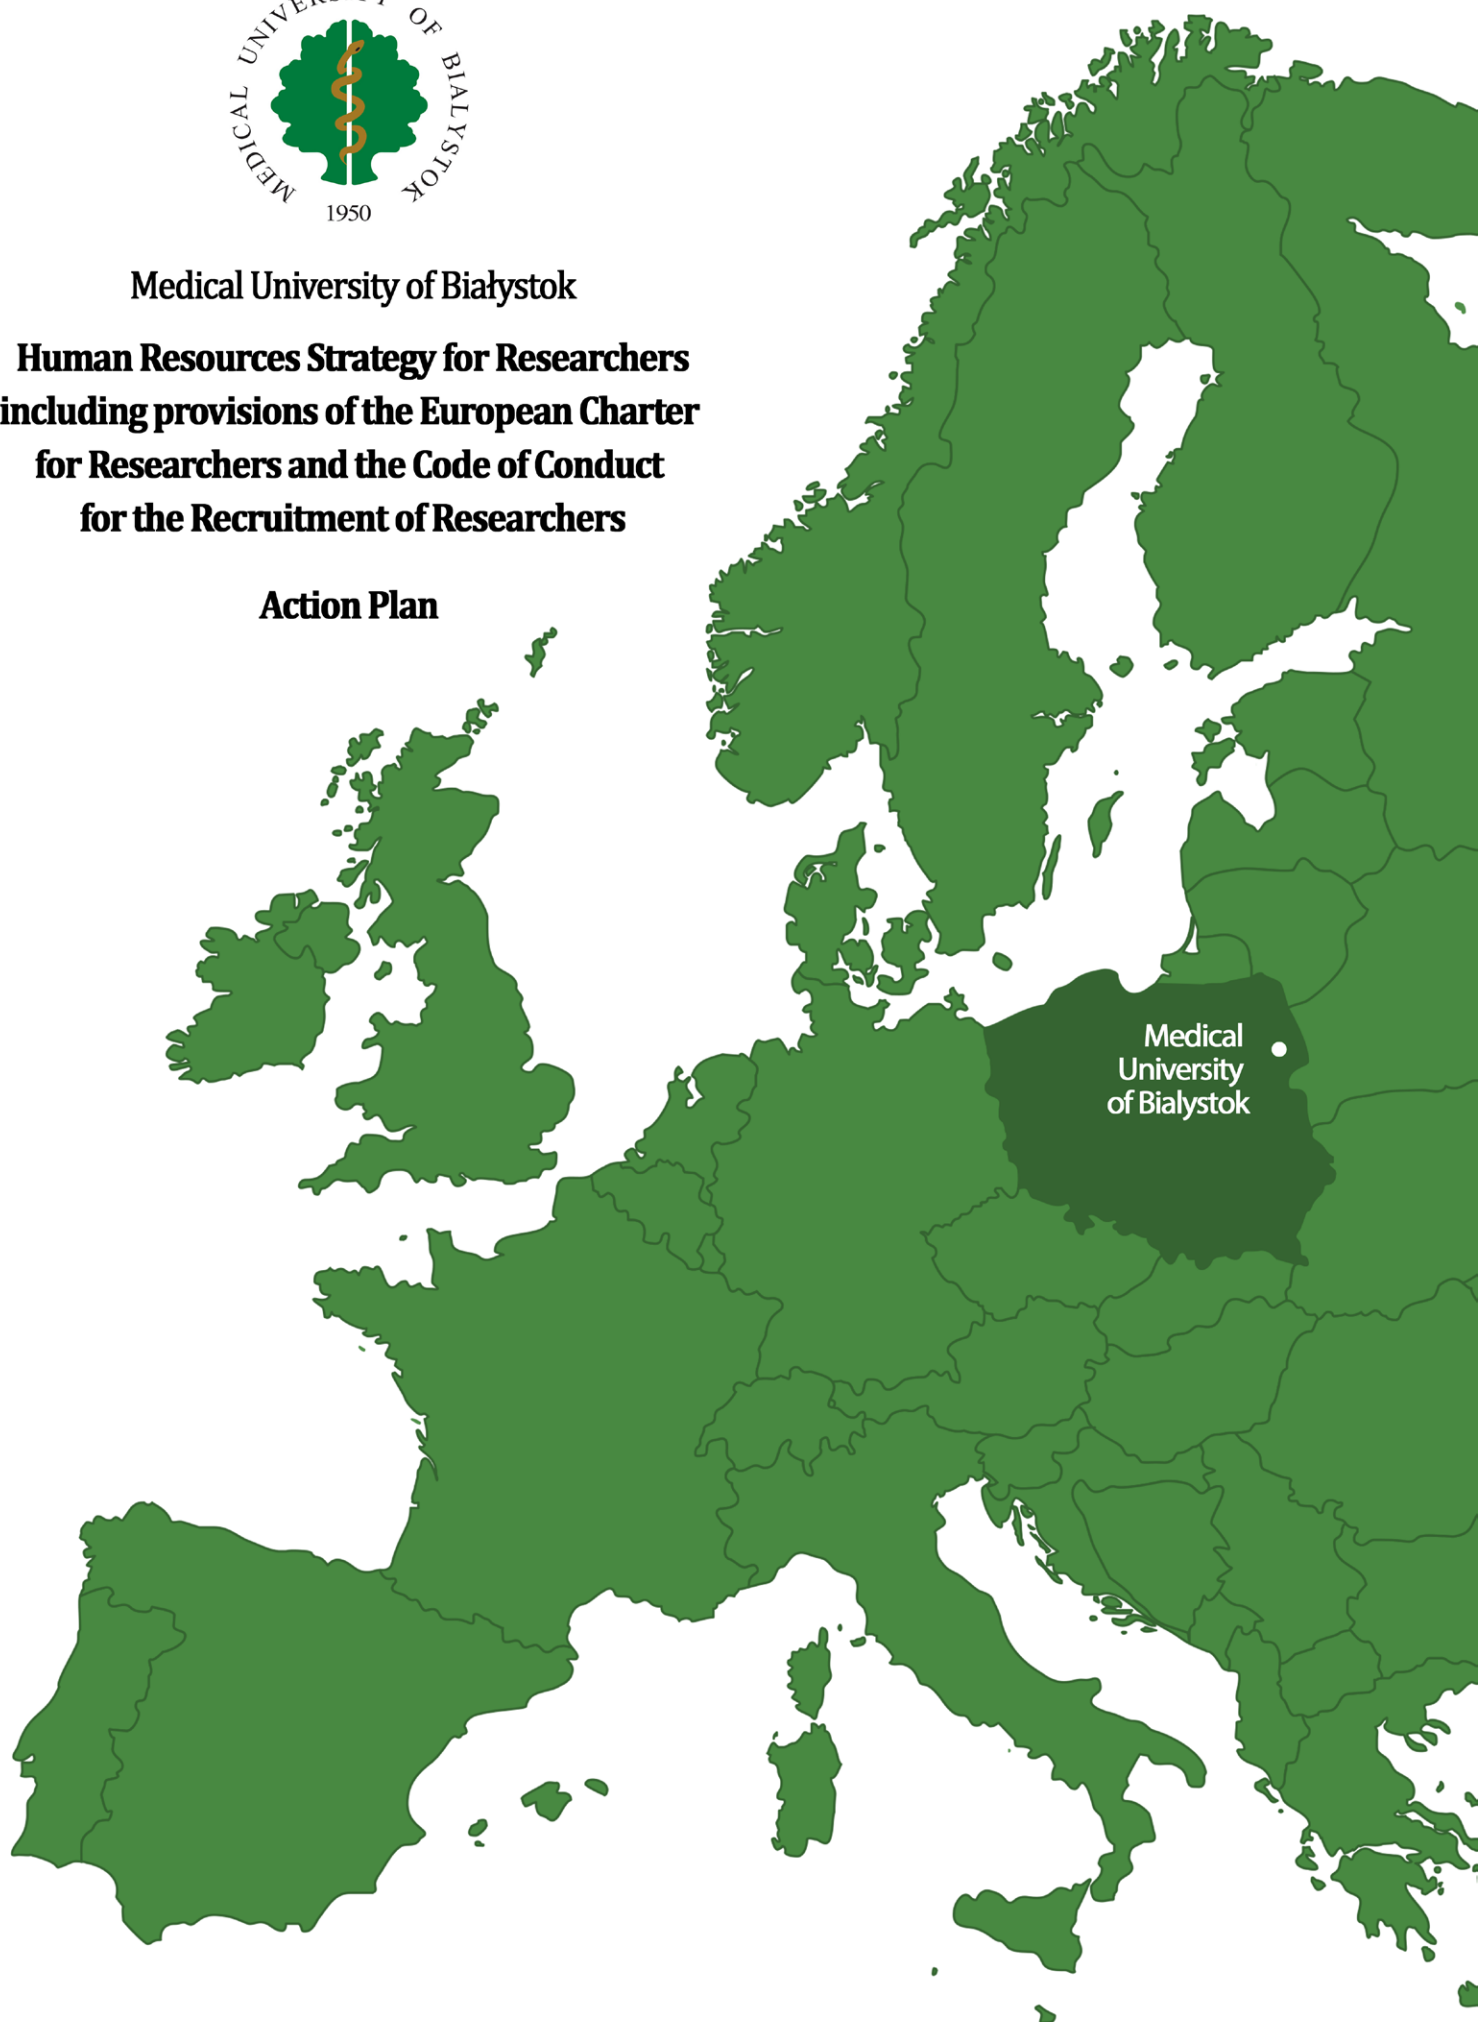 MEDICAL UNIVERSITY OF BIALYSTOK
1950
Medical University of Białystok
Human Resources Strategy for Researchers
including provisions of the European Charter
for Researchers and the Code of Conduct
for the Recruitment of Researchers
Action Plan
Medical
University
of Bialystok